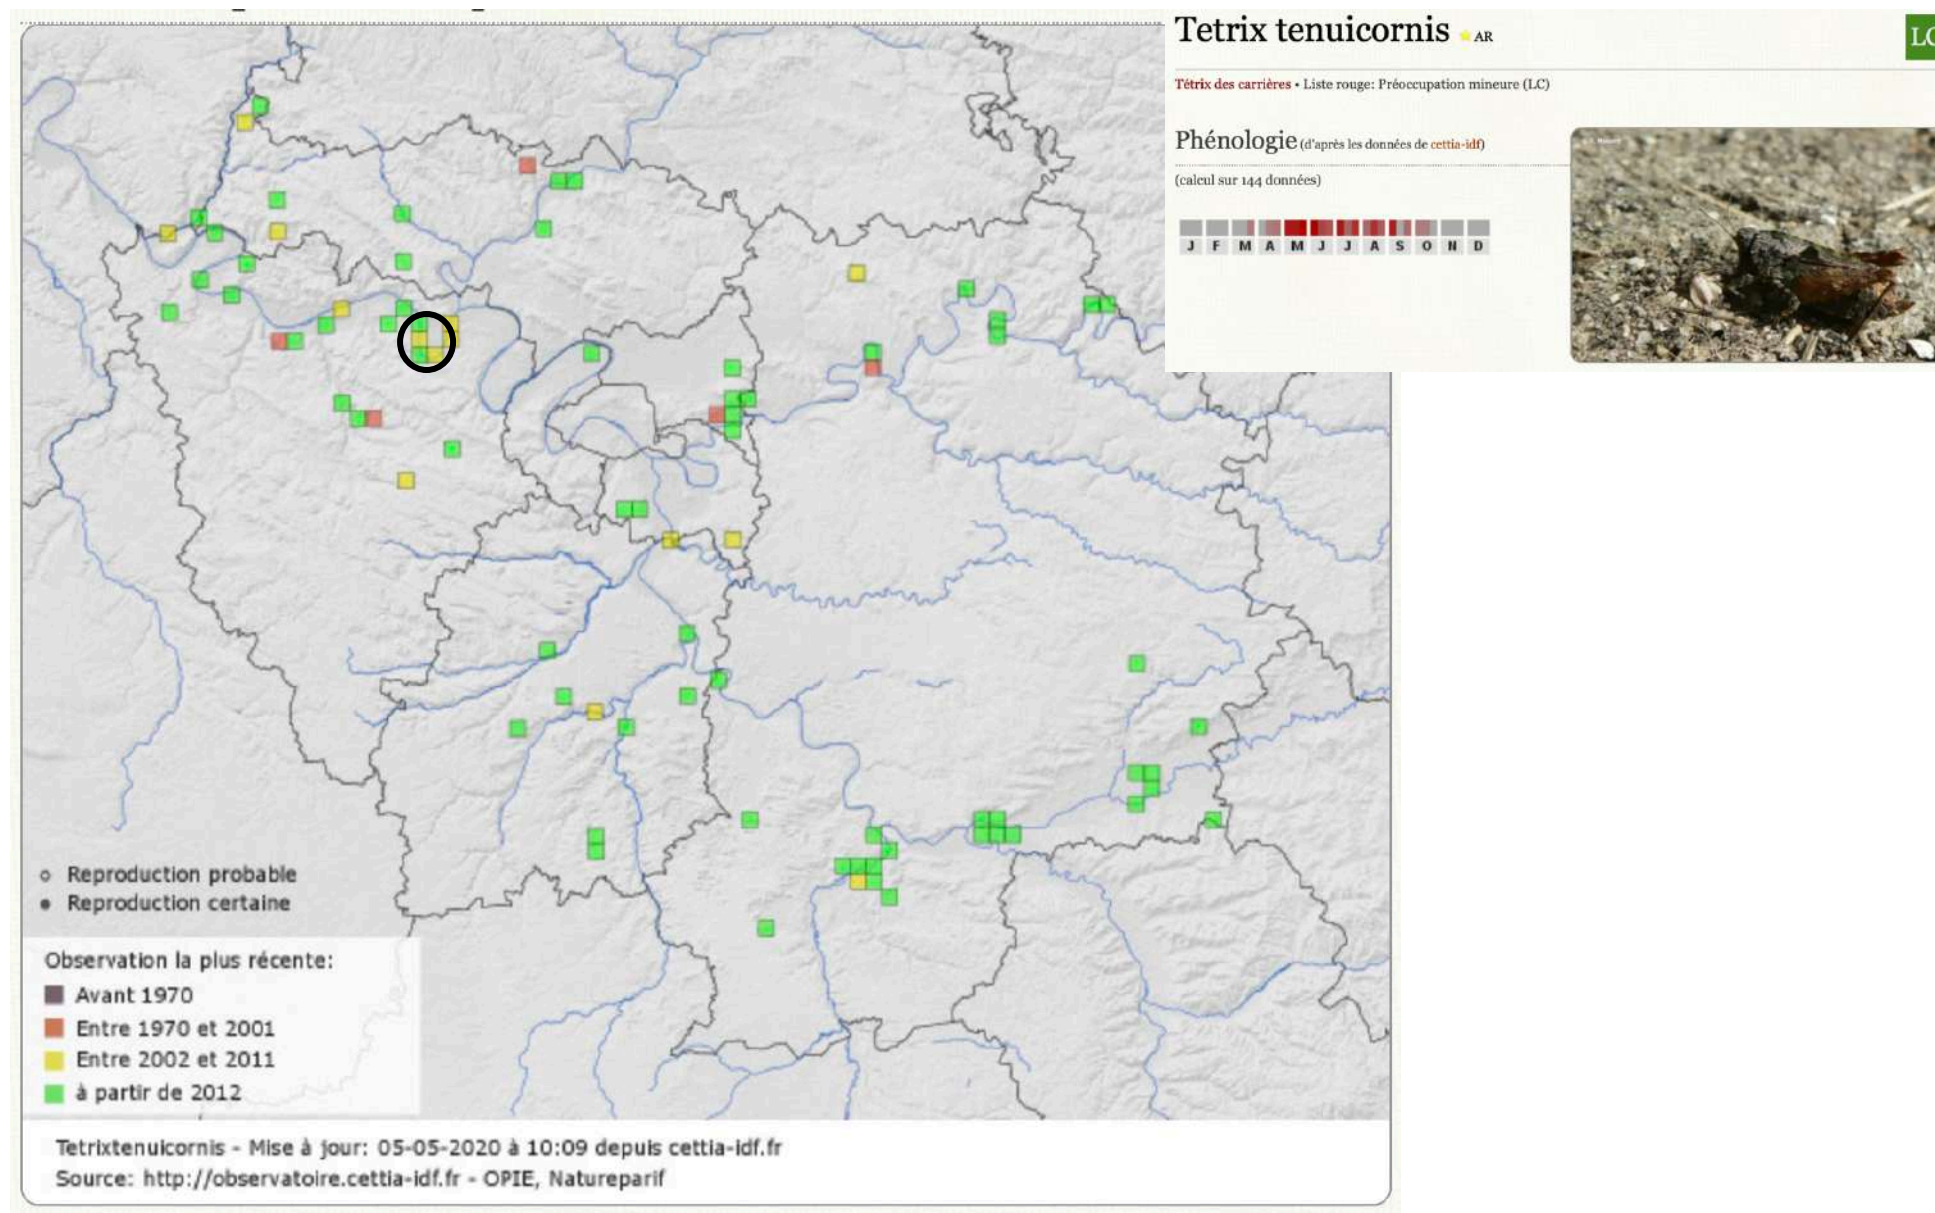 Tetrix tenuicornis AR
LC
Tétrix des carrières • Liste rouge: Préoccupation mineure (LC)
Phénologie (d'après les données de cettia-idf)
(calcul sur 144 données)
J F M A M J J A S O N D
Reproduction probable
Reproduction certaine
Observation la plus récente:
Avant 1970
Entre 1970 et 2001
Entre 2002 et 2011
à partir de 2012
Tetrixtenuicornis - Mise à jour: 05-05-2020 à 10:09 depuis cettia-idf.fr
Source: http://observatoire.cettia-idf.fr - OPIE, Natureparif